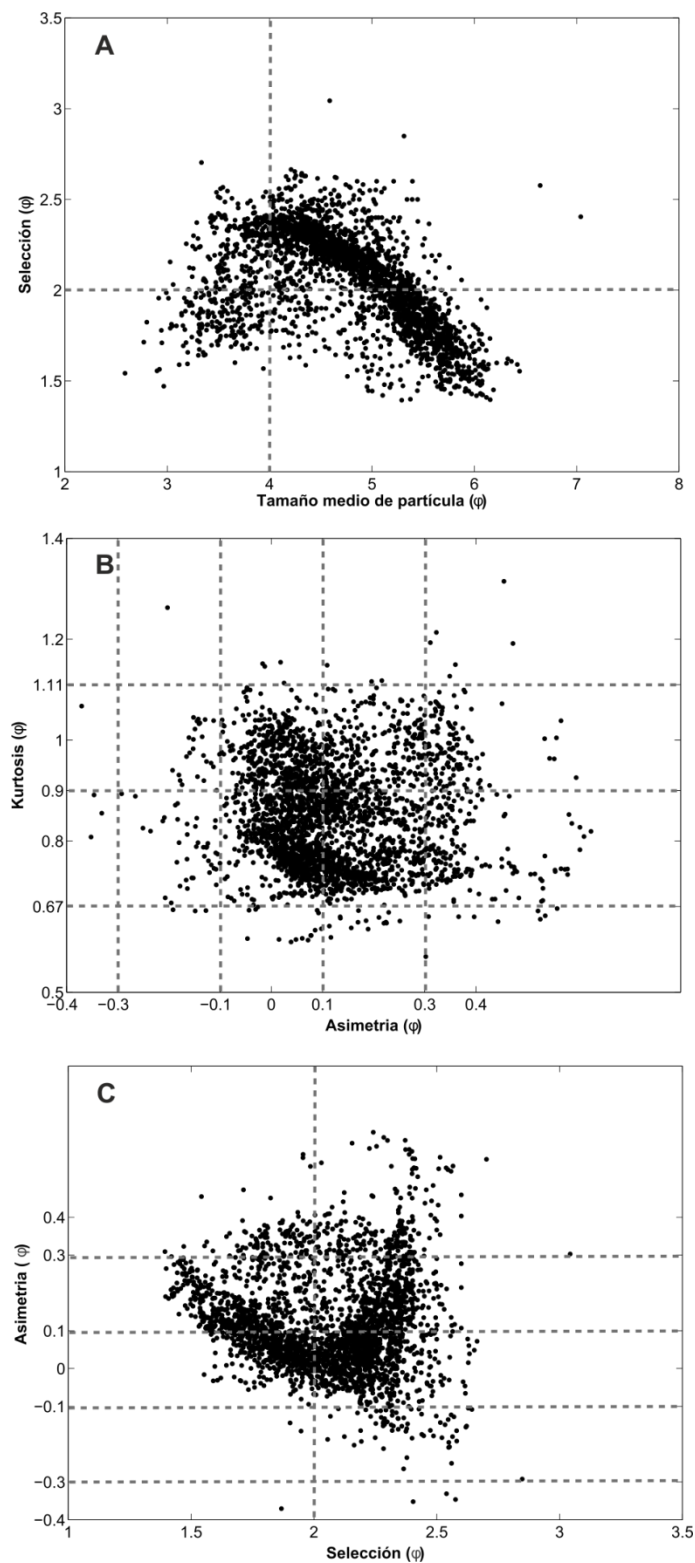 A
3.5
3
2.5
2
1.5
1
Selección (φ)
2 3 4 5 6 7 8
Tamaño medio de partícula (φ)
B
1.4
1.2
1.11
1
0.9
0.8
0.67
0.5
Kurtosis (φ)
−0.4 −0.3 −0.1 0 0.1 0.3 0.4
Asimetria (φ)
C
0.4
0.3
0.1
0
−0.1
−0.3
−0.4
Asimetria ( φ)
1 1.5 2 2.5 3 3.5
Selección (φ)